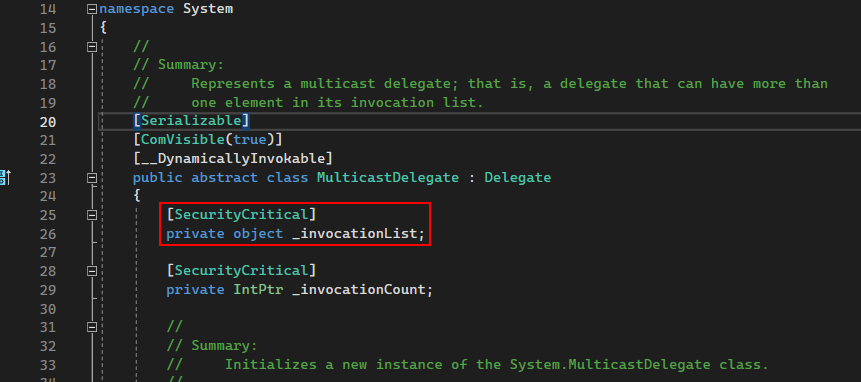 14 namespace System
15 {
16 //
17 // Summary:
18 //     Represents a multicast delegate; that is, a delegate that can have more than
19 //     one element in its invocation list.
20 [Serializable]
21 [ComVisible(true)]
22 [__DynamicallyInvokable]
23 public abstract class MulticastDelegate : Delegate
24 {
25 [SecurityCritical]
26 private object _invocationList;
27
28 [SecurityCritical]
29 private IntPtr _invocationCount;
30
31 //
32 // Summary:
33 //     Initializes a new instance of the System.MulticastDelegate class.
34 //